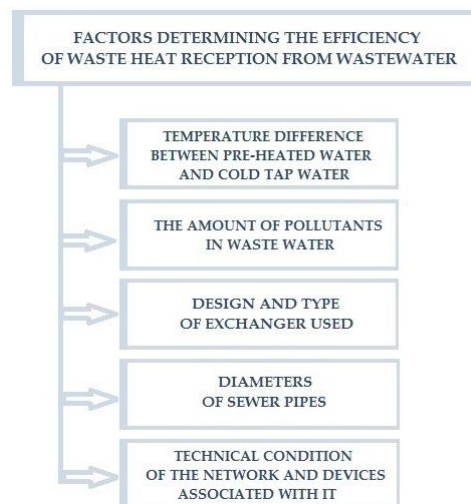 FACTORS DETERMINING THE EFFICIENCY
OF WASTE HEAT RECEPTION FROM WASTEWATER
TEMPERATURE DIFFERENCE
BETWEEN PRE-HEATED WATER
AND COLD TAP WATER
THE AMOUNT OF POLLUTANTS
IN WASTE WATER
DESIGN AND TYPE
OF EXCHANGER USED
DIAMETERS
OF SEWER PIPES
TECHNICAL CONDITION
OF THE NETWORK AND DEVICES
ASSOCIATED WITH IT